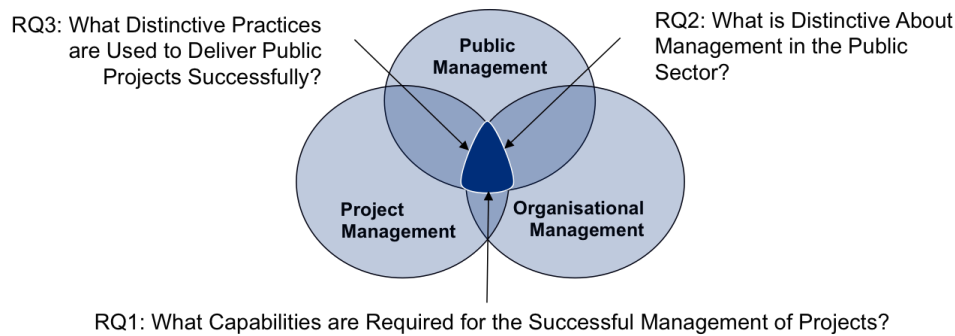 RQ3: What Distinctive Practices
are Used to Deliver Public
Projects Successfully?
RQ2: What is Distinctive About
Management in the Public
Sector?
Public
Management
Project
Management
Organisational
Management
RQ1: What Capabilities are Required for the Successful Management of Projects?